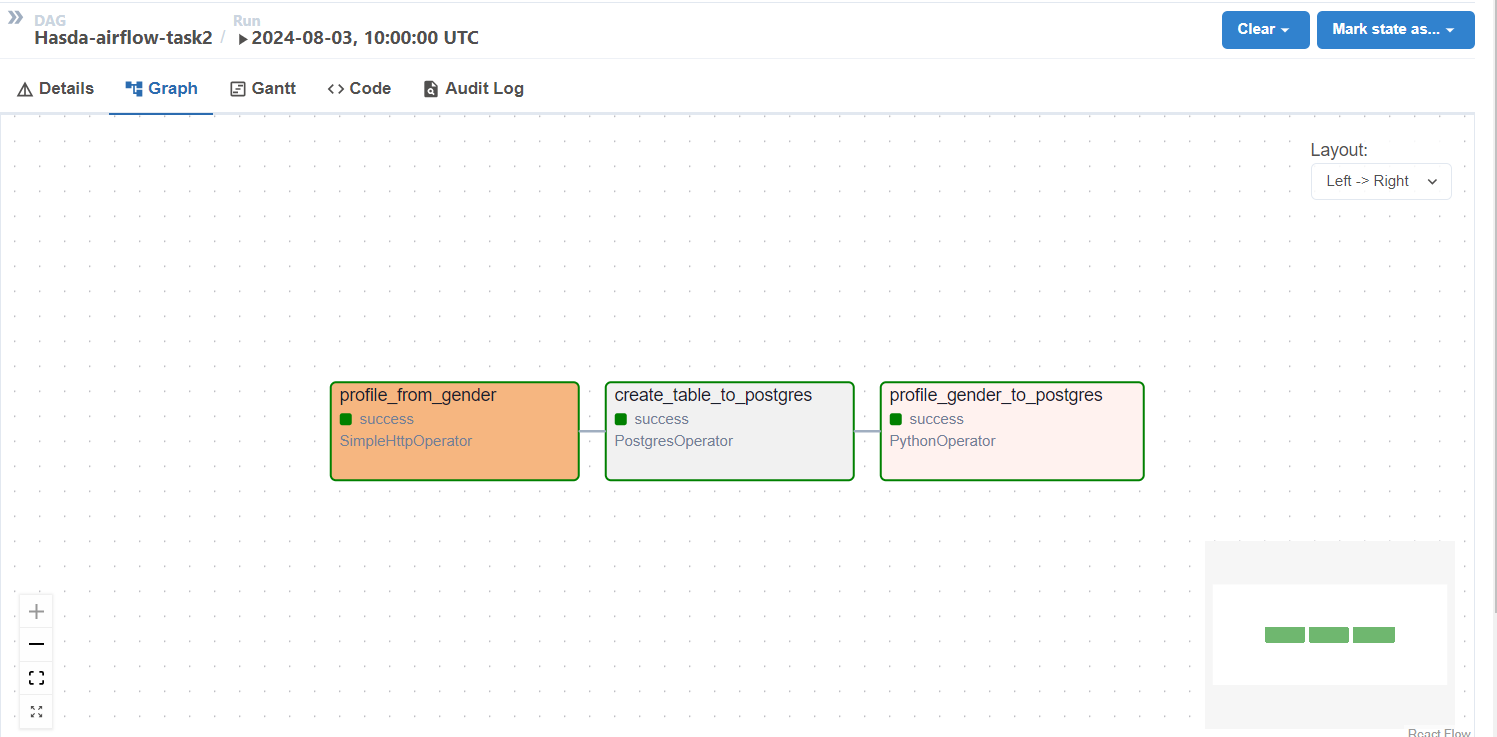 DAG
Run
Hasda-airflow-task2 / 2024-08-03, 10:00:00 UTC
Clear
Mark state as...
Details
Graph
Gantt
Code
Audit Log
Layout:
Left -> Right
profile_from_gender
success
SimpleHttpOperator
create_table_to_postgres
success
PostgresOperator
profile_gender_to_postgres
success
PythonOperator
React Flow